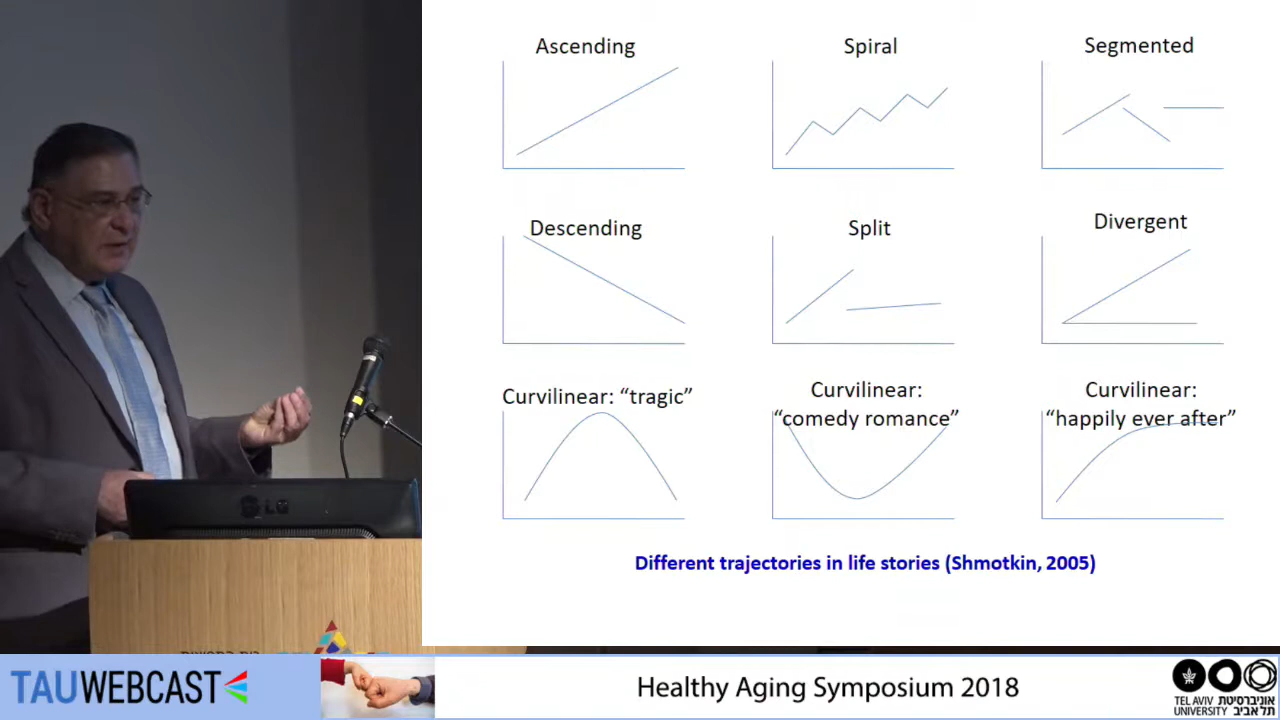 Ascending
Spiral
Segmented
Descending
Split
Divergent
Curvilinear: “tragic”
Curvilinear:
“comedy romance”
Curvilinear:
“happily ever after”
Different trajectories in life stories (Shmotkin, 2005)
LG
TAUWEBCAST
Healthy Aging Symposium 2018
TEL AVIV אוניברסיטת
UNIVERSITY תל אביב